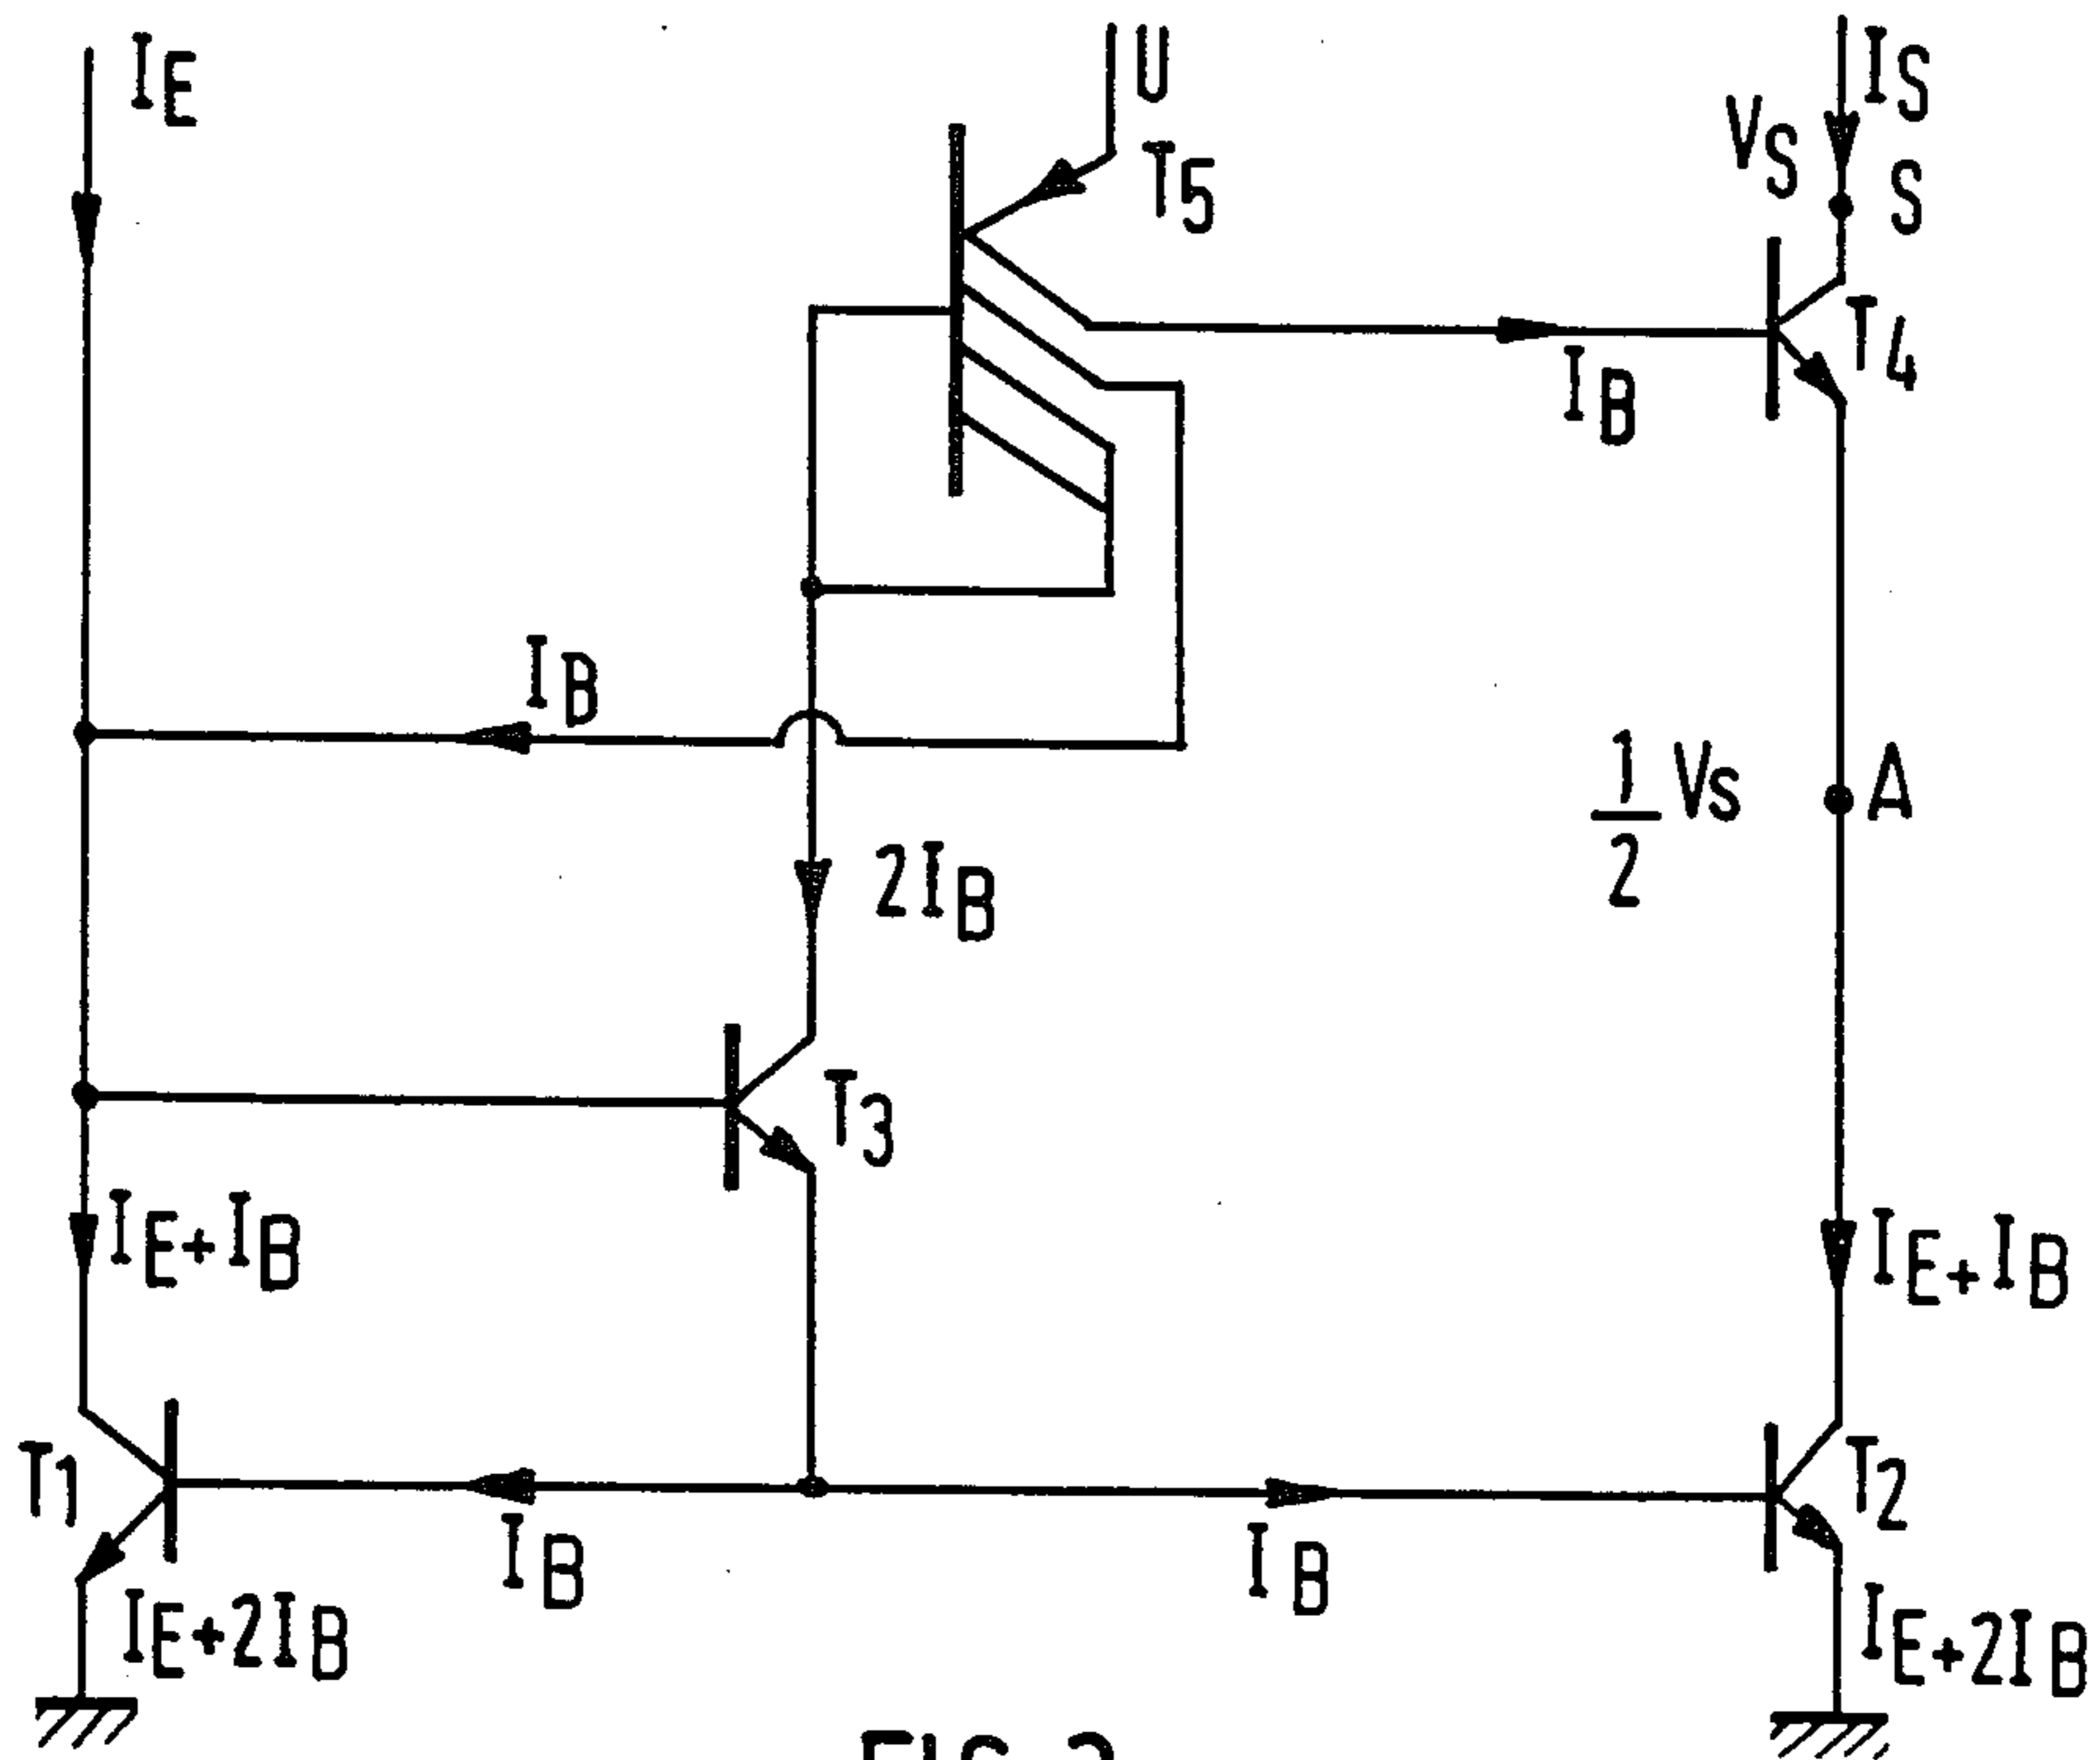 IE
U
IS
VS
T5
S
T4
IB
IB
1/2 VS
A
2IB
T3
IE+IB
IE+IB
T1
T2
IB
IB
IE+2IB
IE+2IB